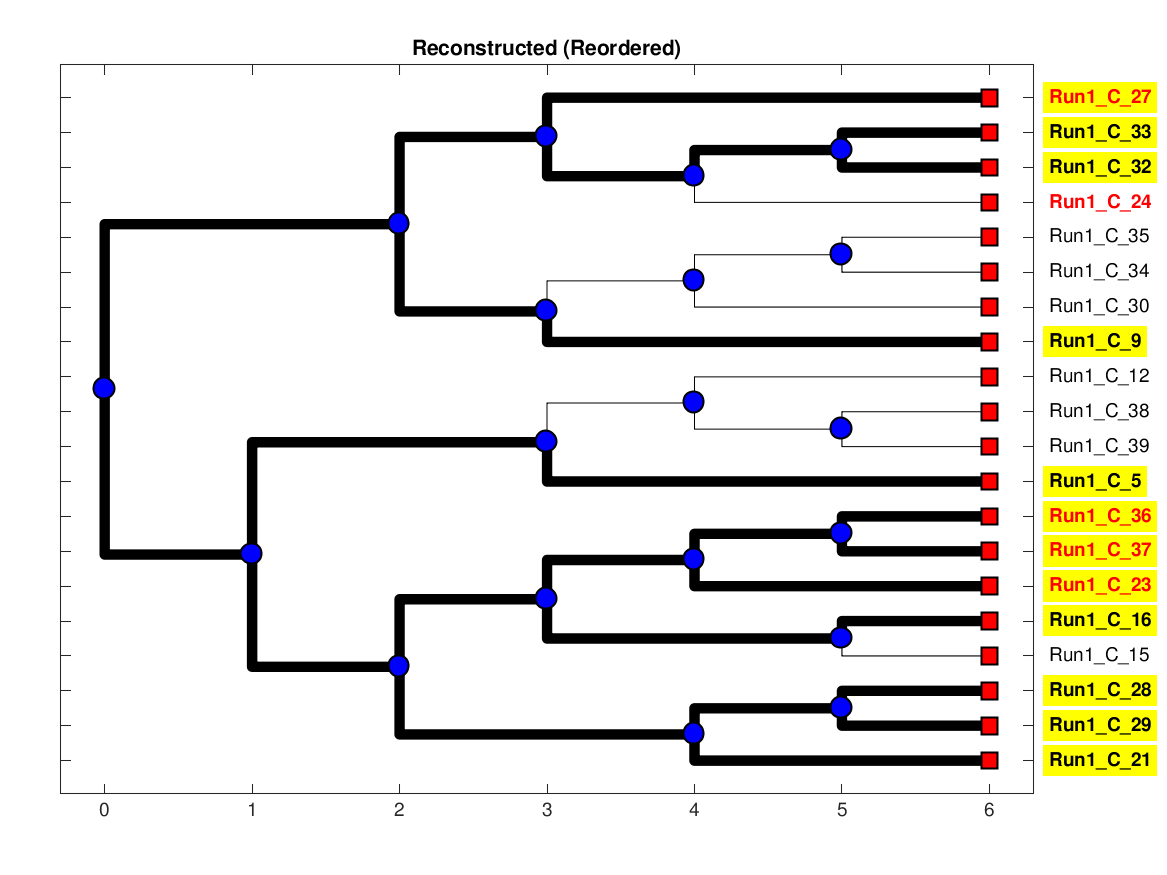 Reconstructed (Reordered)
Run1_C_27
Run1_C_33
Run1_C_32
Run1_C_24
Run1_C_35
Run1_C_34
Run1_C_30
Run1_C_9
Run1_C_12
Run1_C_38
Run1_C_39
Run1_C_5
Run1_C_36
Run1_C_37
Run1_C_23
Run1_C_16
Run1_C_15
Run1_C_28
Run1_C_29
Run1_C_21
0 1 2 3 4 5 6